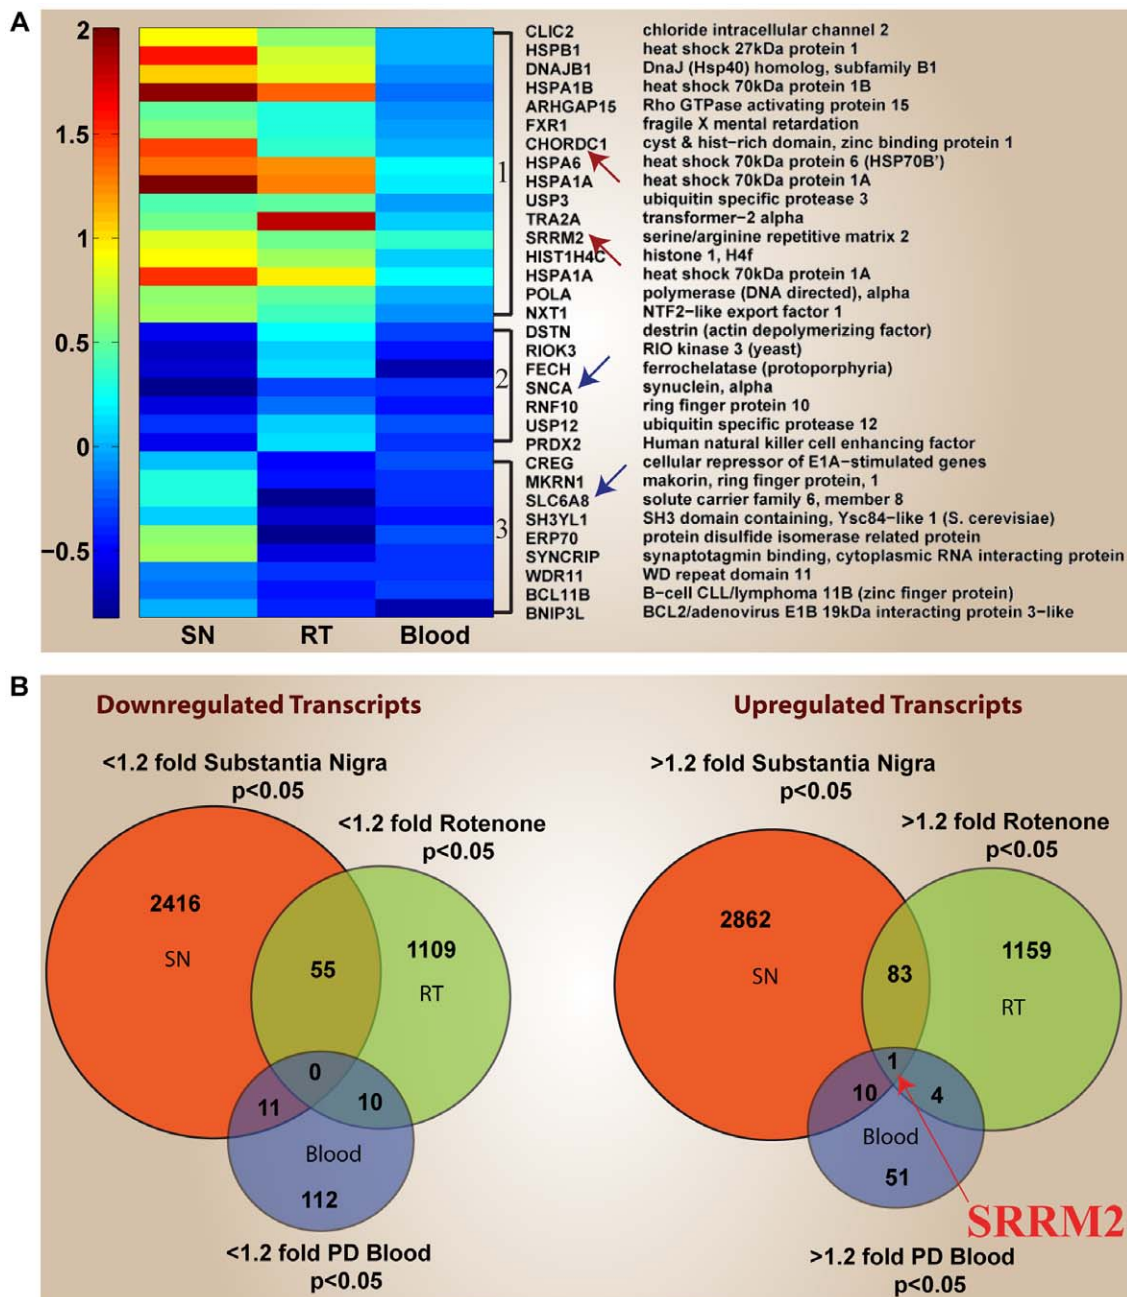 A
2
1.5
1
0.5
0
−0.5
SN RT Blood
1
2
3
CLIC2 chloride intracellular channel 2
HSPB1 heat shock 27kDa protein 1
DNAJB1 DnaJ (Hsp40) homolog, subfamily B1
HSPA1B heat shock 70kDa protein 1B
ARHGAP15 Rho GTPase activating protein 15
FXR1 fragile X mental retardation
CHORDC1 cyst & hist-rich domain, zinc binding protein 1
HSPA6 heat shock 70kDa protein 6 (HSP70B')
HSPA1A heat shock 70kDa protein 1A
USP3 ubiquitin specific protease 3
TRA2A transformer−2 alpha
SRRM2 serine/arginine repetitive matrix 2
HIST1H4C histone 1, H4f
HSPA1A heat shock 70kDa protein 1A
POLA polymerase (DNA directed), alpha
NXT1 NTF2−like export factor 1
DSTN destrin (actin depolymerizing factor)
RIOK3 RIO kinase 3 (yeast)
FECH ferrochelatase (protoporphyria)
SNCA synuclein, alpha
RNF10 ring finger protein 10
USP12 ubiquitin specific protease 12
PRDX2 Human natural killer cell enhancing factor
CREG cellular repressor of E1A−stimulated genes
MKRN1 makorin, ring finger protein, 1
SLC6A8 solute carrier family 6, member 8
SH3YL1 SH3 domain containing, Ysc84−like 1 (S. cerevisiae)
ERP70 protein disulfide isomerase related protein
SYNCRIP synaptotagmin binding, cytoplasmic RNA interacting protein
WDR11 WD repeat domain 11
BCL11B B−cell CLL/lymphoma 11B (zinc finger protein)
BNIP3L BCL2/adenovirus E1B 19kDa interacting protein 3−like
B
Downregulated Transcripts
<1.2 fold Substantia Nigra
p<0.05
<1.2 fold Rotenone
p<0.05
2416
SN
55
1109
RT
0
11
10
Blood
112
<1.2 fold PD Blood
p<0.05
Upregulated Transcripts
>1.2 fold Substantia Nigra
p<0.05
>1.2 fold Rotenone
p<0.05
2862
SN
83
1159
RT
1
10
4
Blood
51
SRRM2
>1.2 fold PD Blood
p<0.05